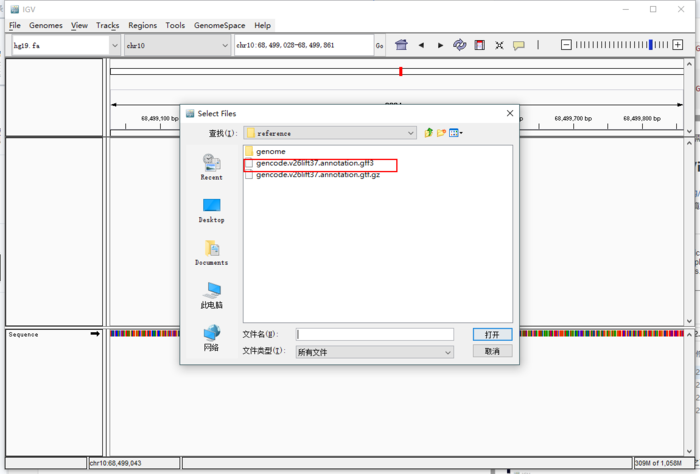 IGV
File Genomes View Tracks Regions Tools GenomeSpace Help
hg19.fa chr10 chr10:68,499,028-68,499,861 Go
68,499,100 bp 68,499,700 bp 68,499,800 bp
Select Files
查找(I): reference
genome
gencode.v26lift37.annotation.gff3
gencode.v26lift37.annotation.gtf.gz
Recent
Desktop
Documents
此电脑
网络
文件名(N): 打开
文件类型(T): 所有文件 取消
Sequence
chr10:68,499,043 309M of 1,058M